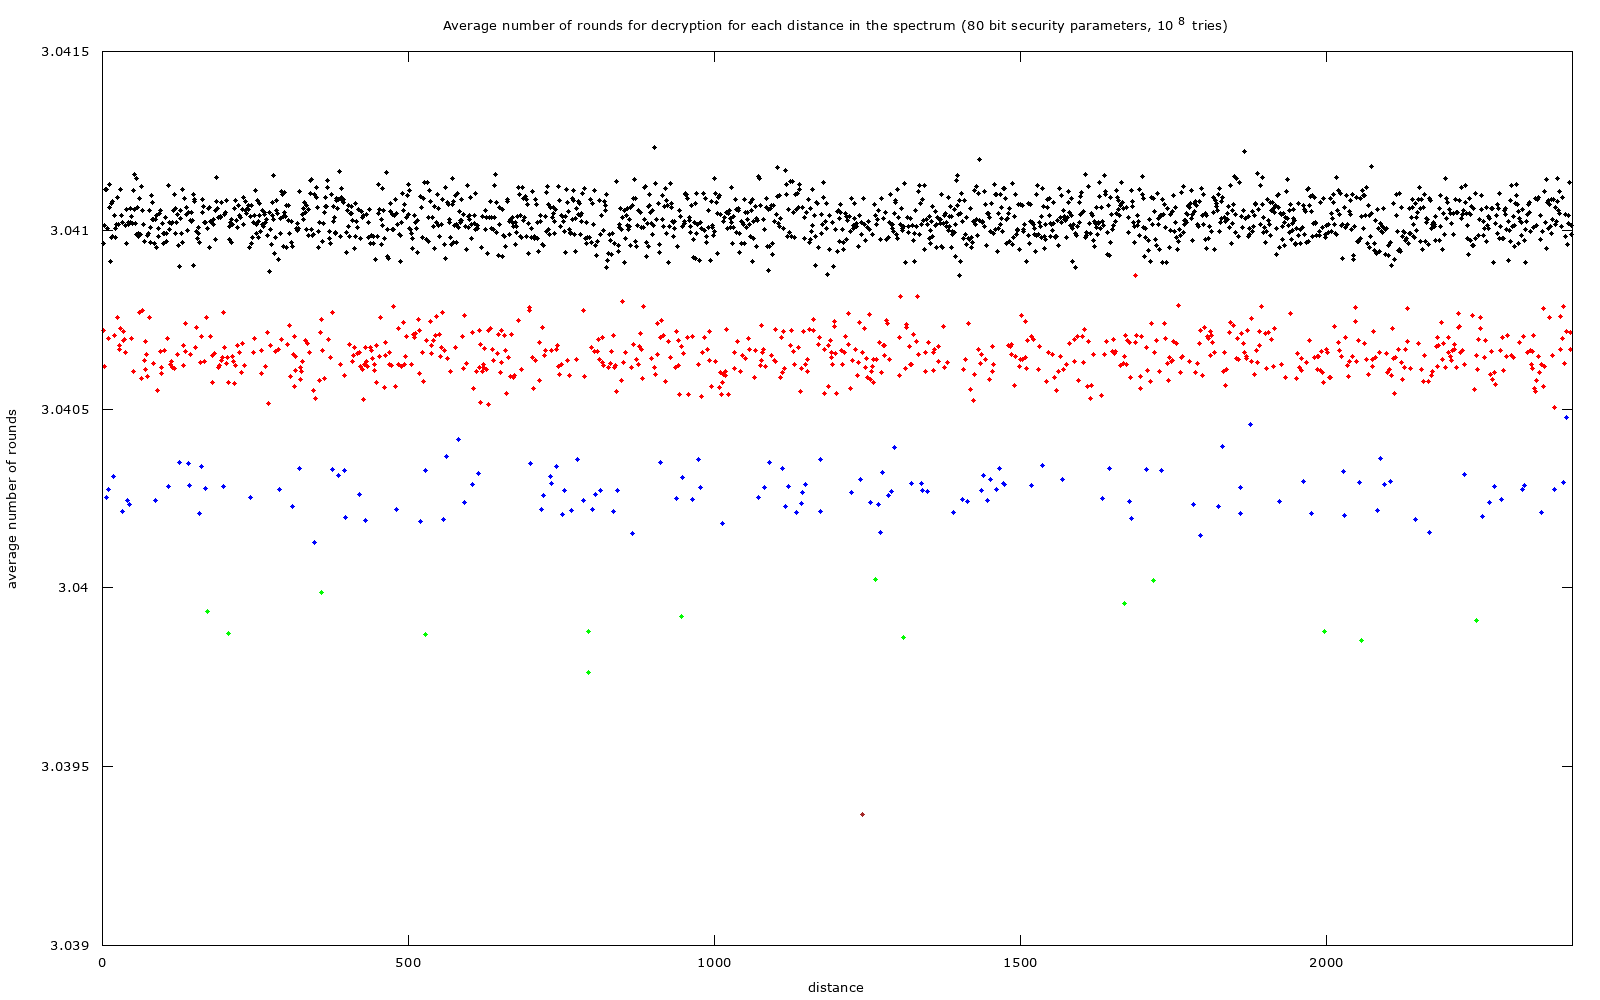 Average number of rounds for decryption for each distance in the spectrum (80 bit security parameters, 10 8 tries)
3.0415
3.041
3.0405
3.04
3.0395
3.039
average number of rounds
0 500 1000 1500 2000
distance